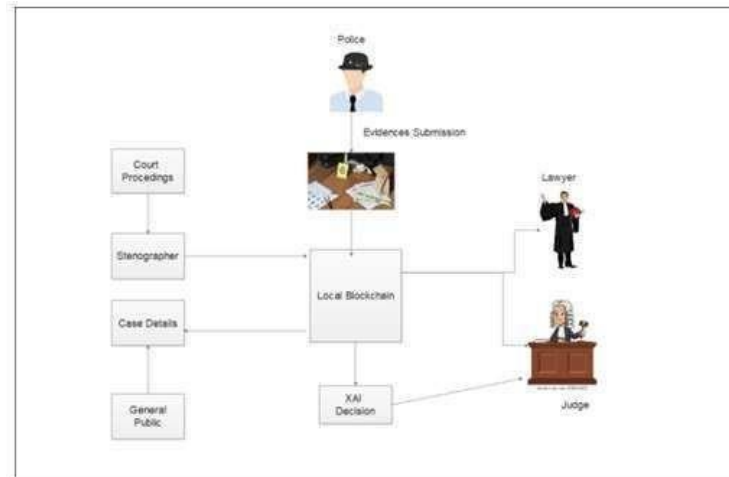 Police
Evidences Submission
Court
Procedings
Lawyer
Stenographer
Local Blockchain
Case Details
General
Public
XAI
Decision
Judge